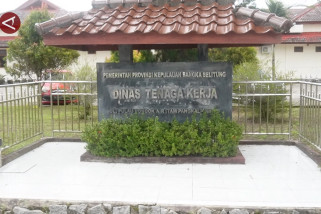 PEMERINTAH PROVINSI KEPULAUAN BANGKA BELITUNG
DINAS TENAGA KERJA